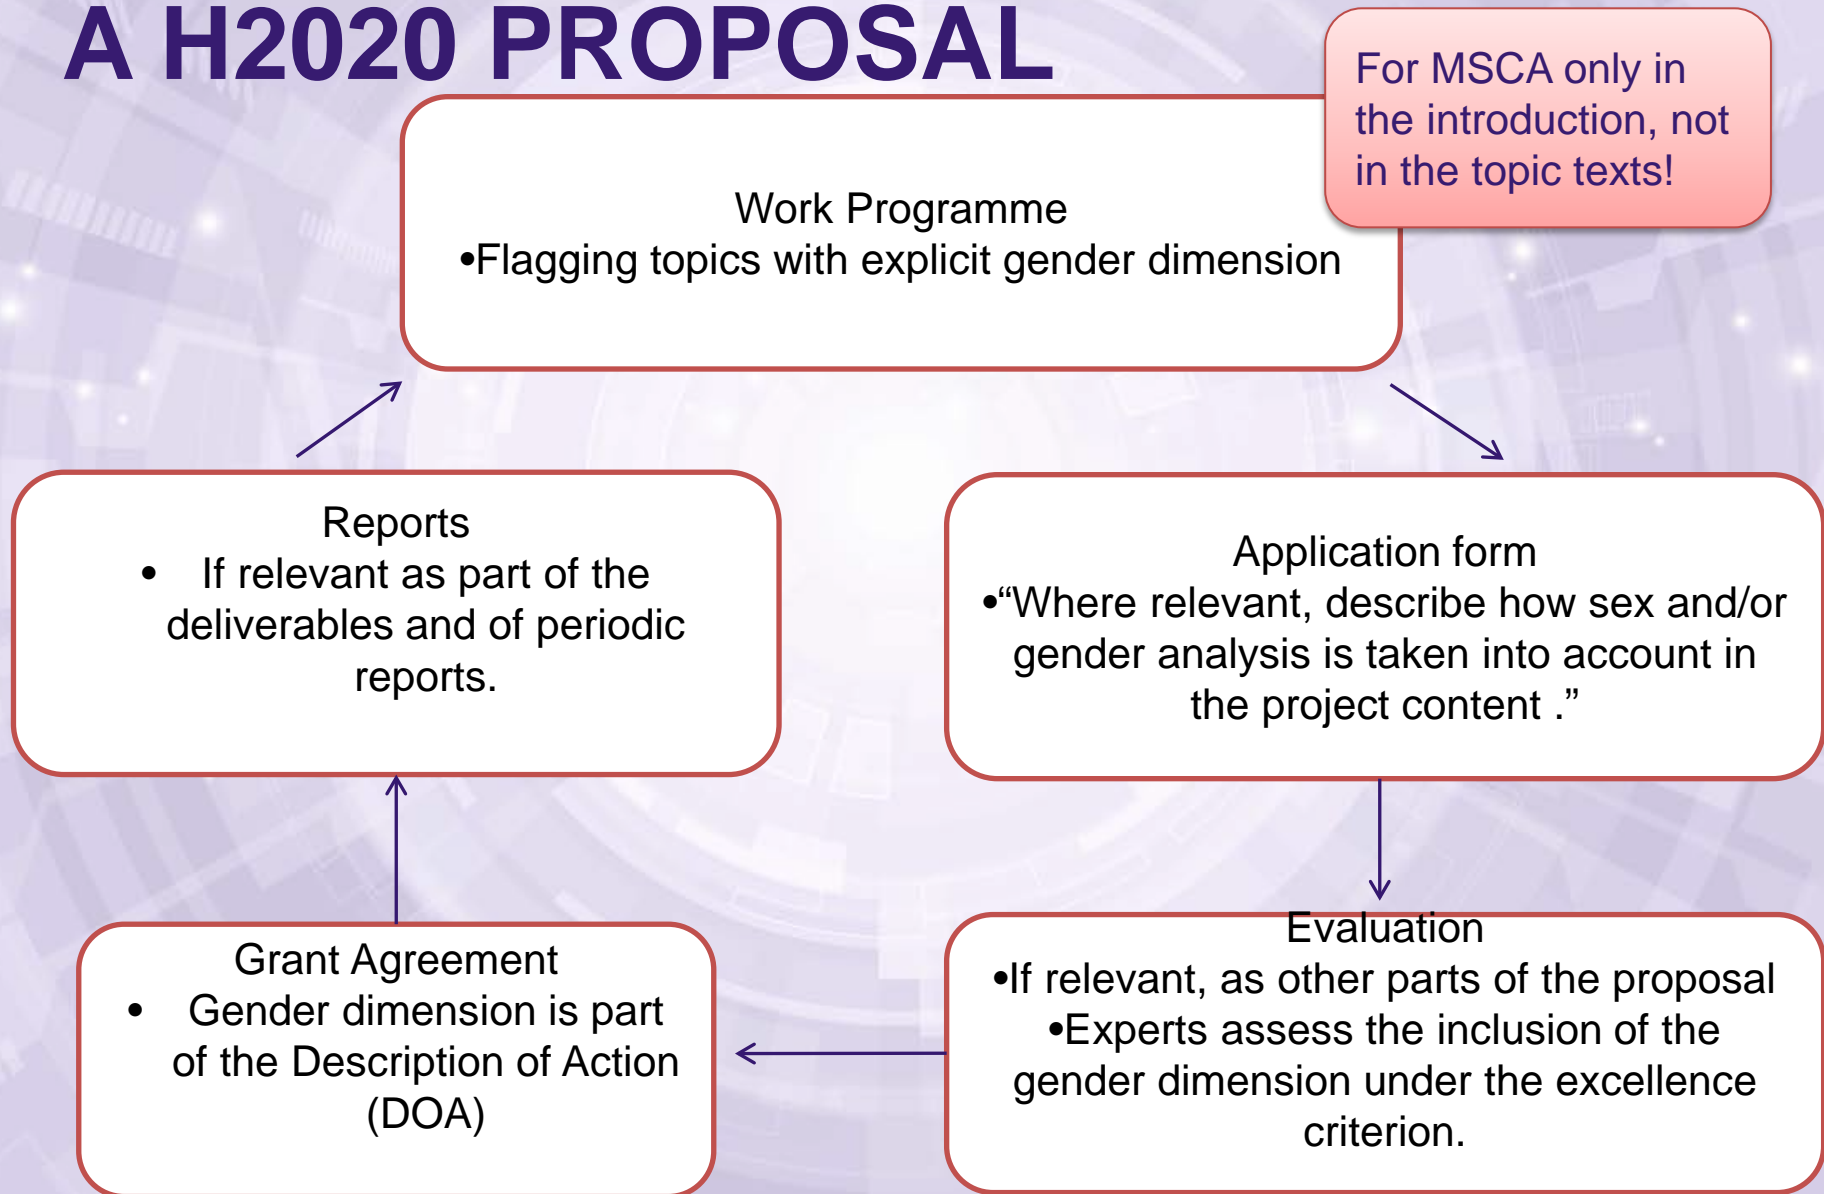 A H2020 PROPOSAL
For MSCA only in
the introduction, not
in the topic texts!
Work Programme
•Flagging topics with explicit gender dimension
Reports
• If relevant as part of the
deliverables and of periodic
reports.
Application form
•“Where relevant, describe how sex and/or
gender analysis is taken into account in
the project content .”
Grant Agreement
• Gender dimension is part
of the Description of Action
(DOA)
Evaluation
•If relevant, as other parts of the proposal
•Experts assess the inclusion of the
gender dimension under the excellence
criterion.